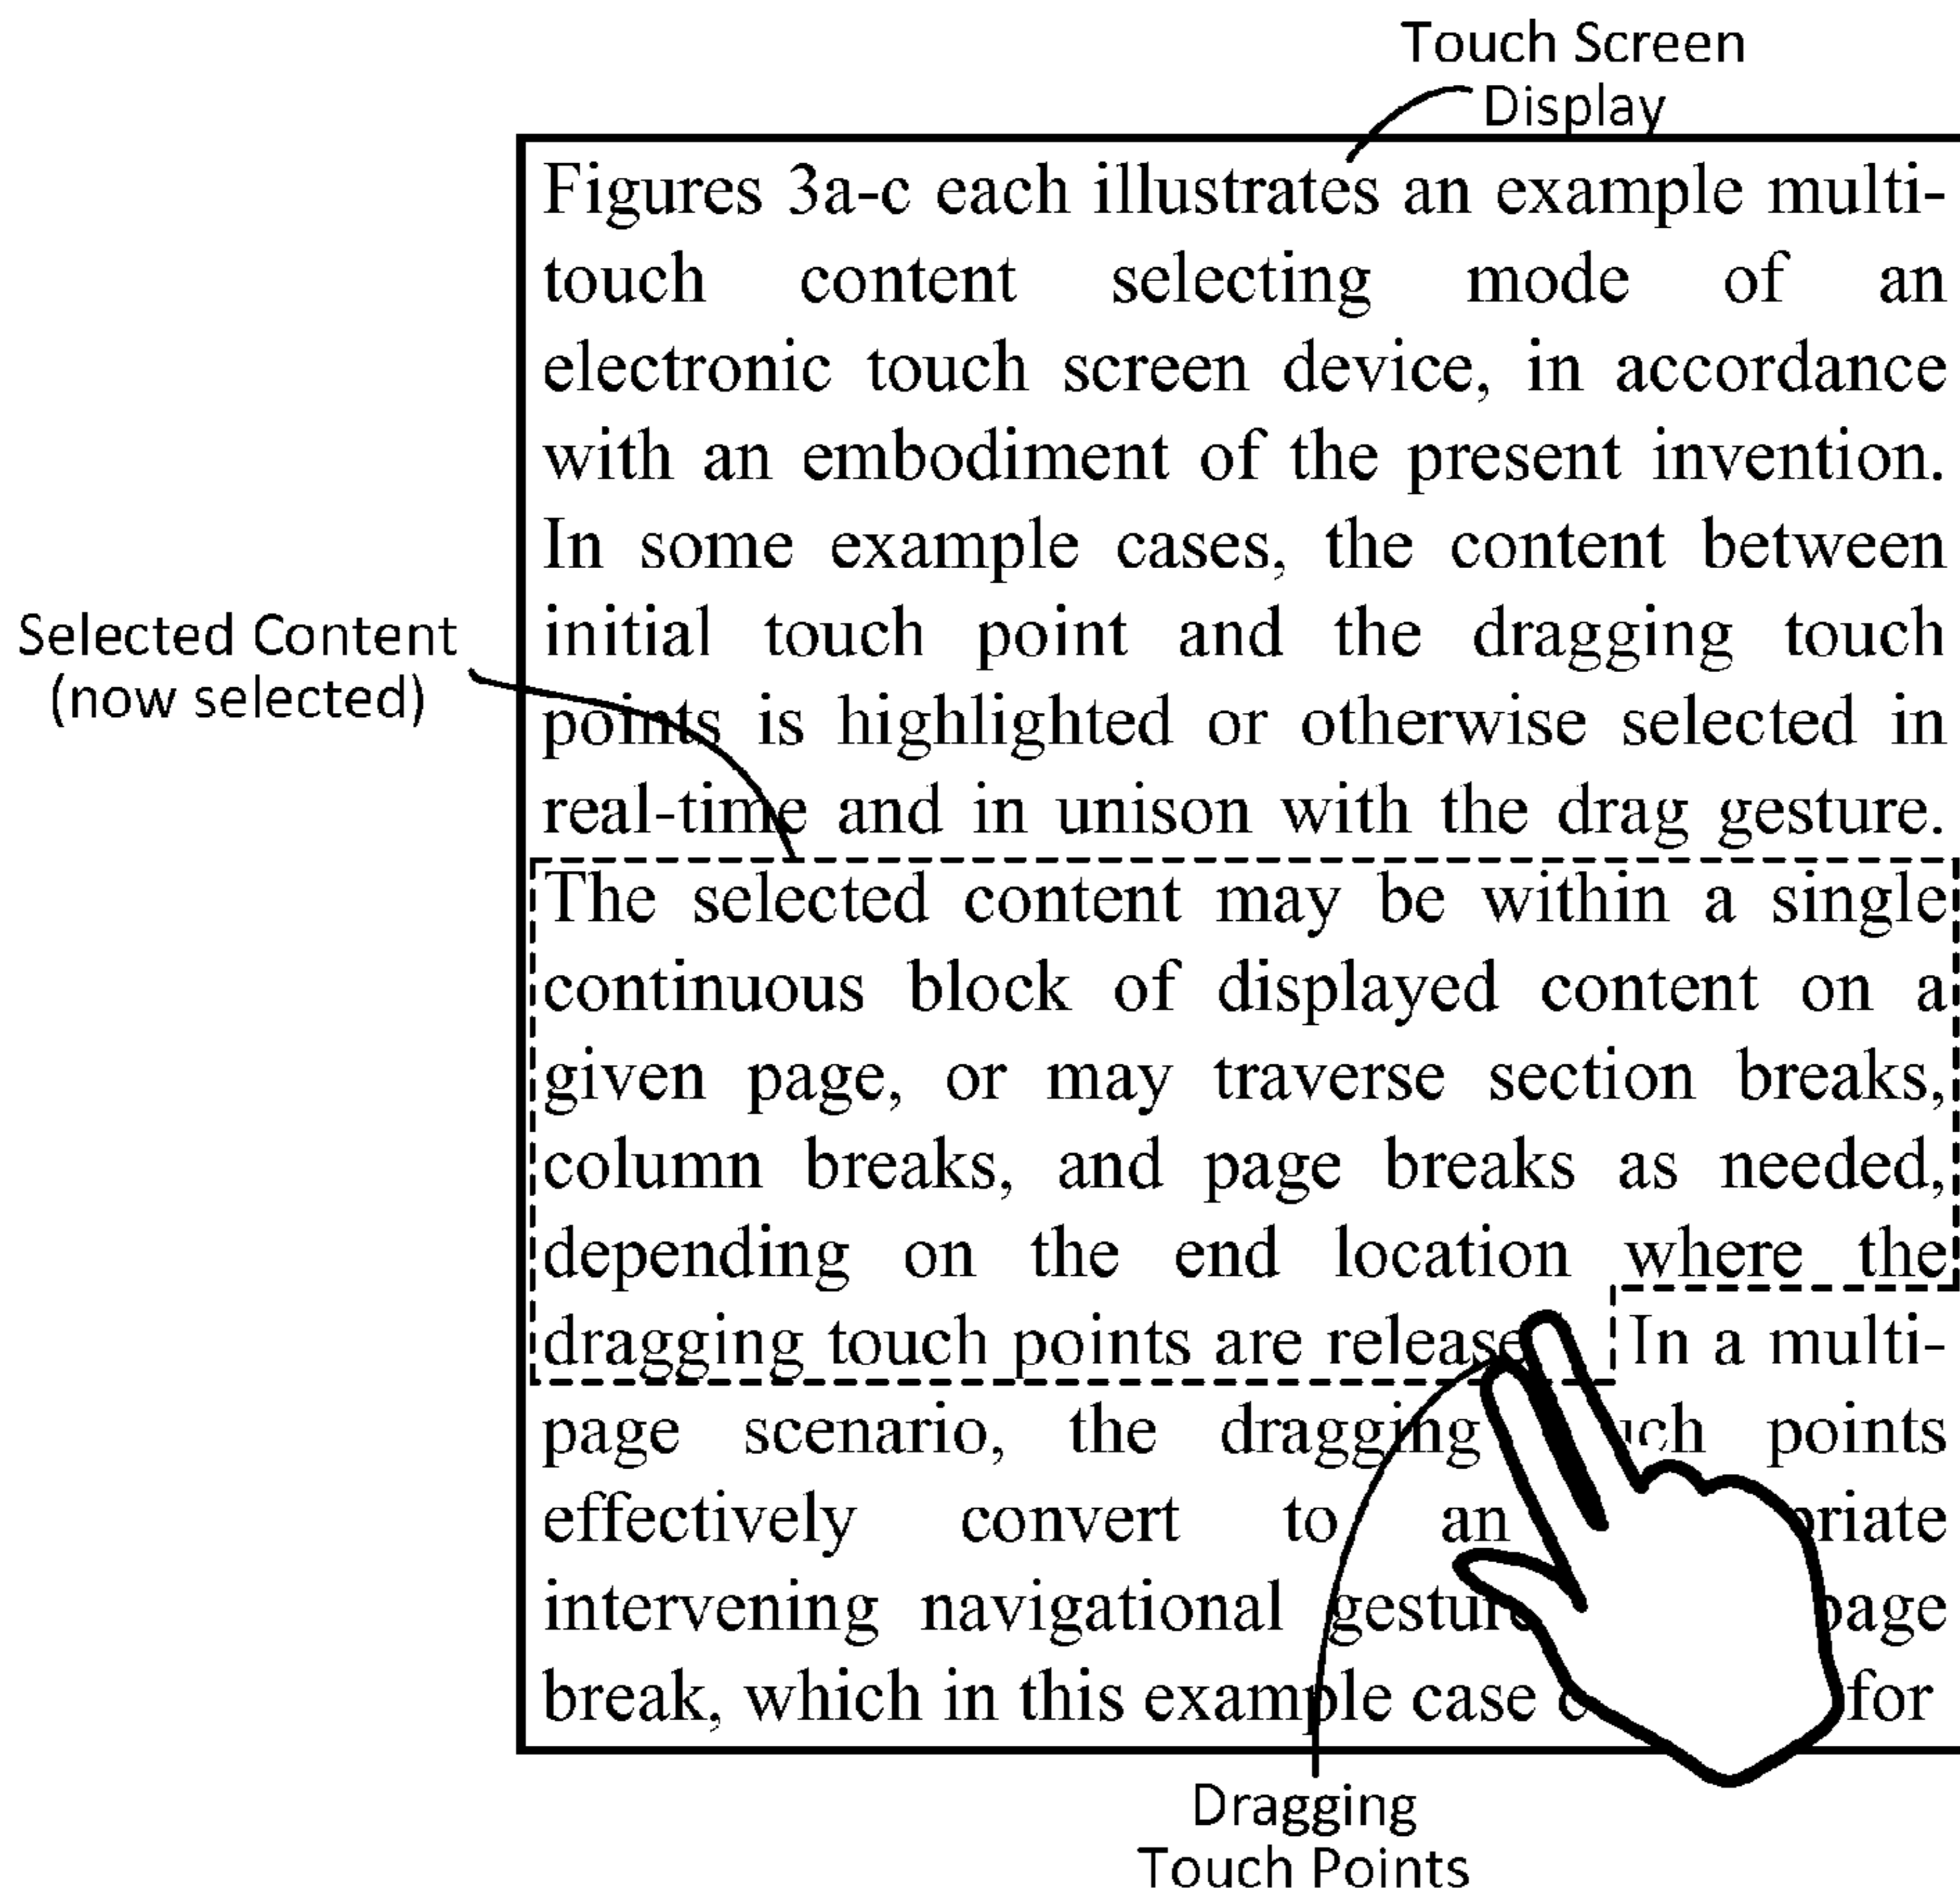 Touch Screen
Display
Figures 3a-c each illustrates an example multi-
touch content selecting mode of an
electronic touch screen device, in accordance
with an embodiment of the present invention.
In some example cases, the content between
initial touch point and the dragging touch
points is highlighted or otherwise selected in
real-time and in unison with the drag gesture.
Selected Content
(now selected)
The selected content may be within a single
continuous block of displayed content on a
given page, or may traverse section breaks,
column breaks, and page breaks as needed,
depending on the end location where the
dragging touch points are release In a multi-
page scenario, the dragging points
effectively convert to an
intervening navigational page
break, which in this example case for
Dragging
Touch Points